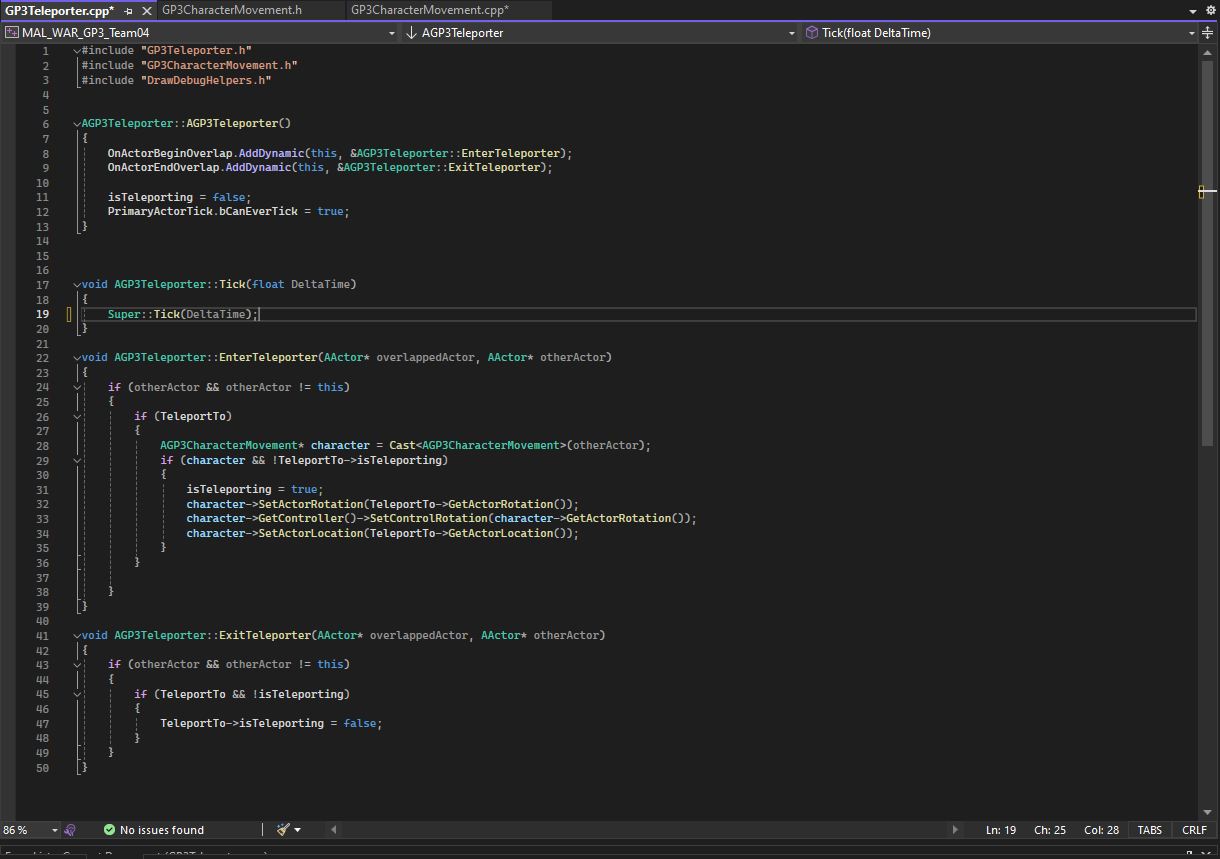 GP3Teleporter.cpp* GP3CharacterMovement.h GP3CharacterMovement.cpp*
MAL_WAR_GP3_Team04 AGP3Teleporter Tick(float DeltaTime)
1 #include "GP3Teleporter.h"
2 #include "GP3CharacterMovement.h"
3 #include "DrawDebugHelpers.h"
4
5
6 AGP3Teleporter::AGP3Teleporter()
7 {
8 OnActorBeginOverlap.AddDynamic(this, &AGP3Teleporter::EnterTeleporter);
9 OnActorEndOverlap.AddDynamic(this, &AGP3Teleporter::ExitTeleporter);
10
11 isTeleporting = false;
12 PrimaryActorTick.bCanEverTick = true;
13 }
14
15
16
17 void AGP3Teleporter::Tick(float DeltaTime)
18 {
19 Super::Tick(DeltaTime);
20 }
21
22 void AGP3Teleporter::EnterTeleporter(AActor* overlappedActor, AActor* otherActor)
23 {
24 if (otherActor && otherActor != this)
25 {
26 if (TeleportTo)
27 {
28 AGP3CharacterMovement* character = Cast<AGP3CharacterMovement>(otherActor);
29 if (character && !TeleportTo->isTeleporting)
30 {
31 isTeleporting = true;
32 character->SetActorRotation(TeleportTo->GetActorRotation());
33 character->GetController()->SetControlRotation(character->GetActorRotation());
34 character->SetActorLocation(TeleportTo->GetActorLocation());
35 }
36 }
37
38 }
39 }
40
41 void AGP3Teleporter::ExitTeleporter(AActor* overlappedActor, AActor* otherActor)
42 {
43 if (otherActor && otherActor != this)
44 {
45 if (TeleportTo && !isTeleporting)
46 {
47 TeleportTo->isTeleporting = false;
48 }
49 }
50 }
86 % No issues found Ln: 19 Ch: 25 Col: 28 TABS CRLF